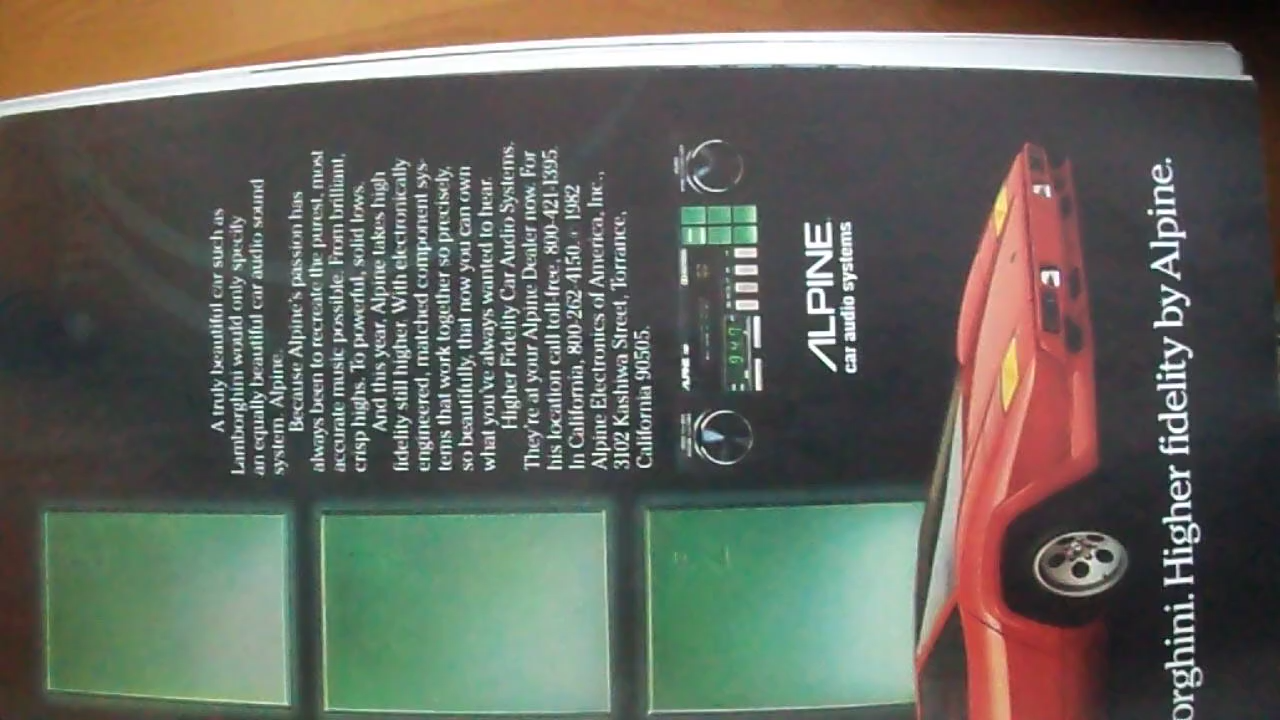 A truly beautiful car such as
Lamborghini would only specify
an equally beautiful car audio sound
system. Alpine.
Because Alpine's passion has
always been to recreate the purest, most
accurate music possible. From brilliant,
crisp highs. To powerful, solid lows.
And this year Alpine takes high
fidelity still higher. With electronically
engineered, matched component sys-
tems that work together so precisely,
so beautifully, that now you can own
what you've always wanted to hear.
Higher Fidelity Car Audio Systems.
They're at your Alpine Dealer now. For
his location call toll-free, 800-421-1395.
In California, 800-262-4150. © 1982
Alpine Electronics of America, Inc.,
3102 Kashiwa Street, Torrance,
California 90505.
ALPINE
car audio systems
orghini. Higher fidelity by Alpine.